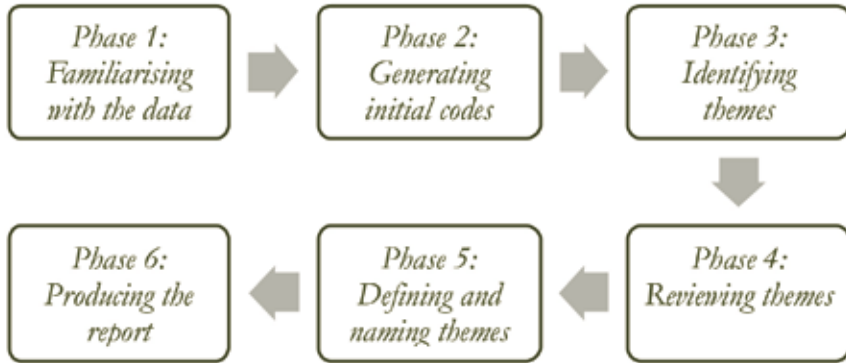 Phase 1:
Familiarising
with the data
Phase 2:
Generating
initial codes
Phase 3:
Identifying
themes
Phase 4:
Reviewing themes
Phase 5:
Defining and
naming themes
Phase 6:
Producing the
report